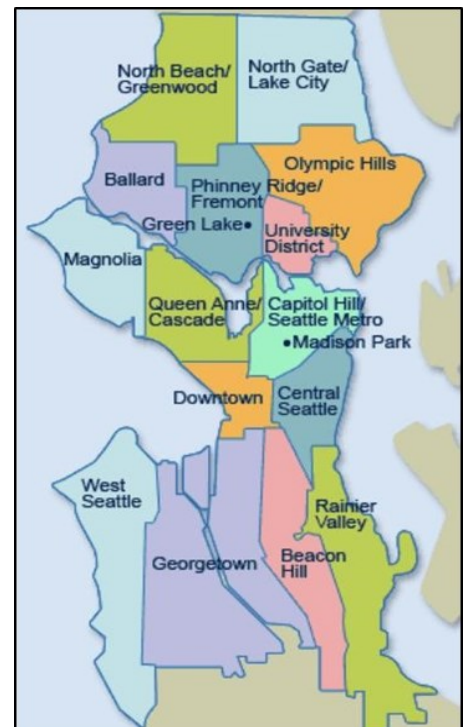 North Beach/
Greenwood
North Gate/
Lake City
Ballard
Olympic Hills
Phinney Ridge/
Fremont
Green Lake
University
District
Magnolia
Queen Anne/
Cascade
Capitol Hill/
Seattle Metro
Madison Park
Downtown
Central
Seattle
West
Seattle
Rainier
Valley
Georgetown
Beacon
Hill